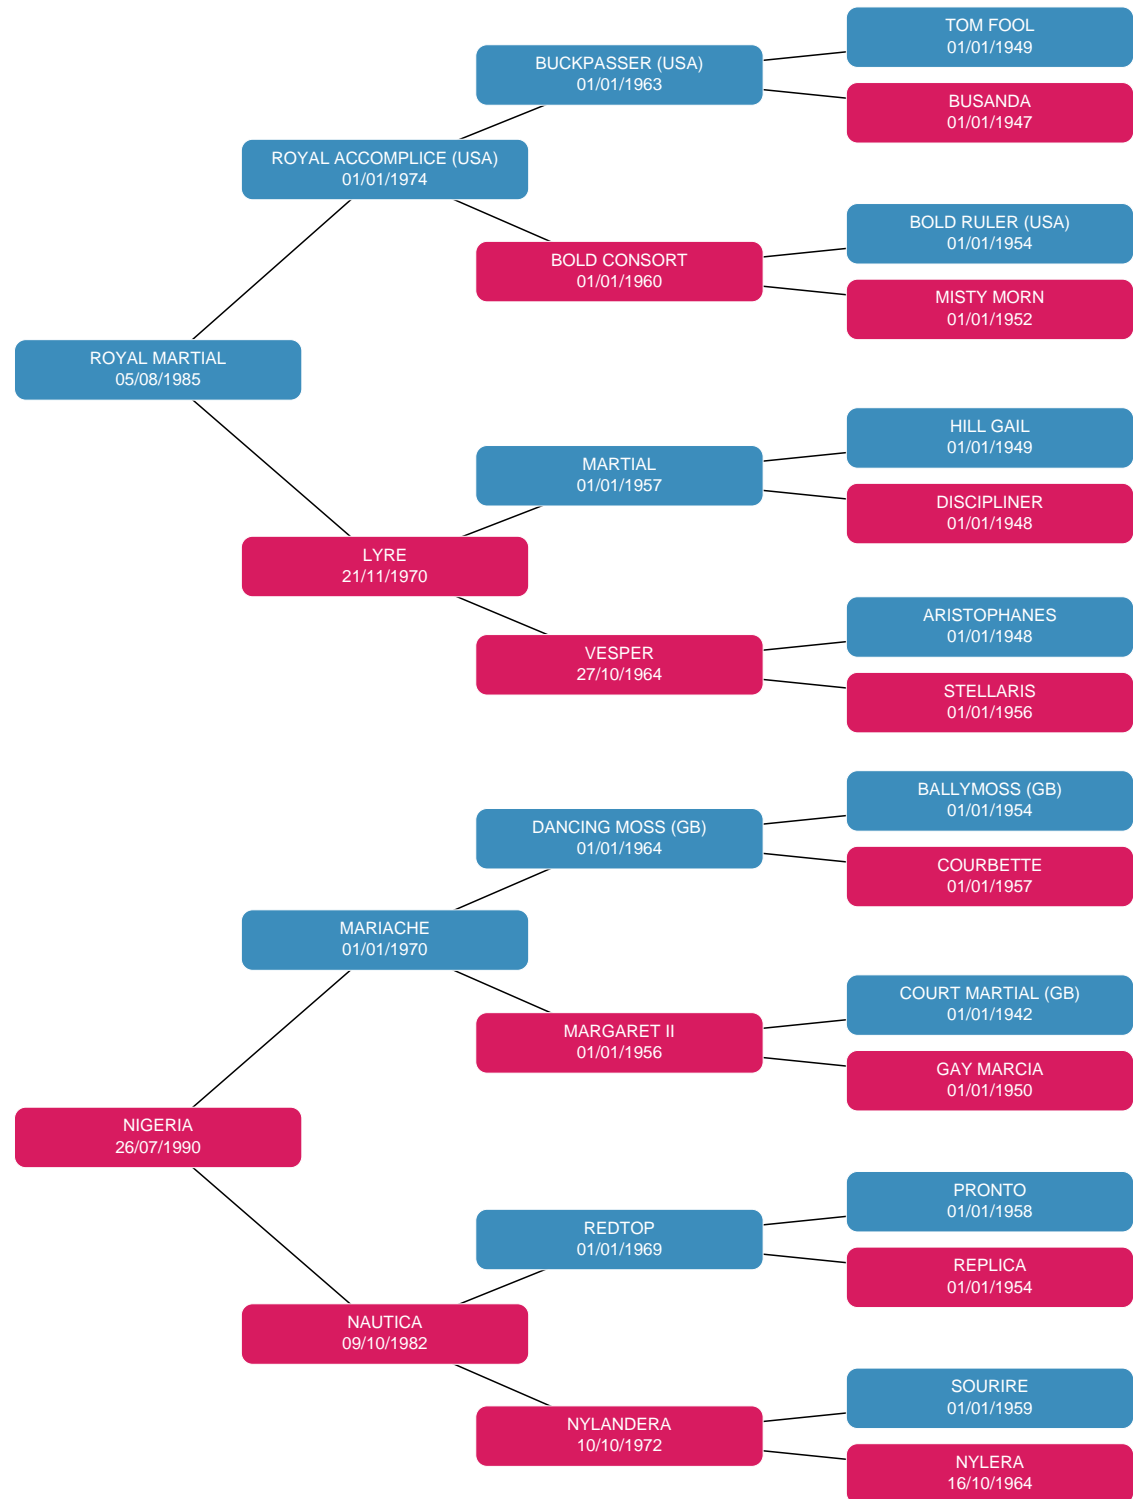 TOM FOOL
01/01/1949
BUCKPASSER (USA)
01/01/1963
BUSANDA
01/01/1947
ROYAL ACCOMPLICE (USA)
01/01/1974
BOLD RULER (USA)
01/01/1954
BOLD CONSORT
01/01/1960
MISTY MORN
01/01/1952
ROYAL MARTIAL
05/08/1985
HILL GAIL
01/01/1949
MARTIAL
01/01/1957
DISCIPLINER
01/01/1948
LYRE
21/11/1970
ARISTOPHANES
01/01/1948
VESPER
27/10/1964
STELLARIS
01/01/1956
BALLYMOSS (GB)
01/01/1954
DANCING MOSS (GB)
01/01/1964
COURBETTE
01/01/1957
MARIACHE
01/01/1970
COURT MARTIAL (GB)
01/01/1942
MARGARET II
01/01/1956
GAY MARCIA
01/01/1950
NIGERIA
26/07/1990
PRONTO
01/01/1958
REDTOP
01/01/1969
REPLICA
01/01/1954
NAUTICA
09/10/1982
SOURIRE
01/01/1959
NYLANDERA
10/10/1972
NYLERA
16/10/1964